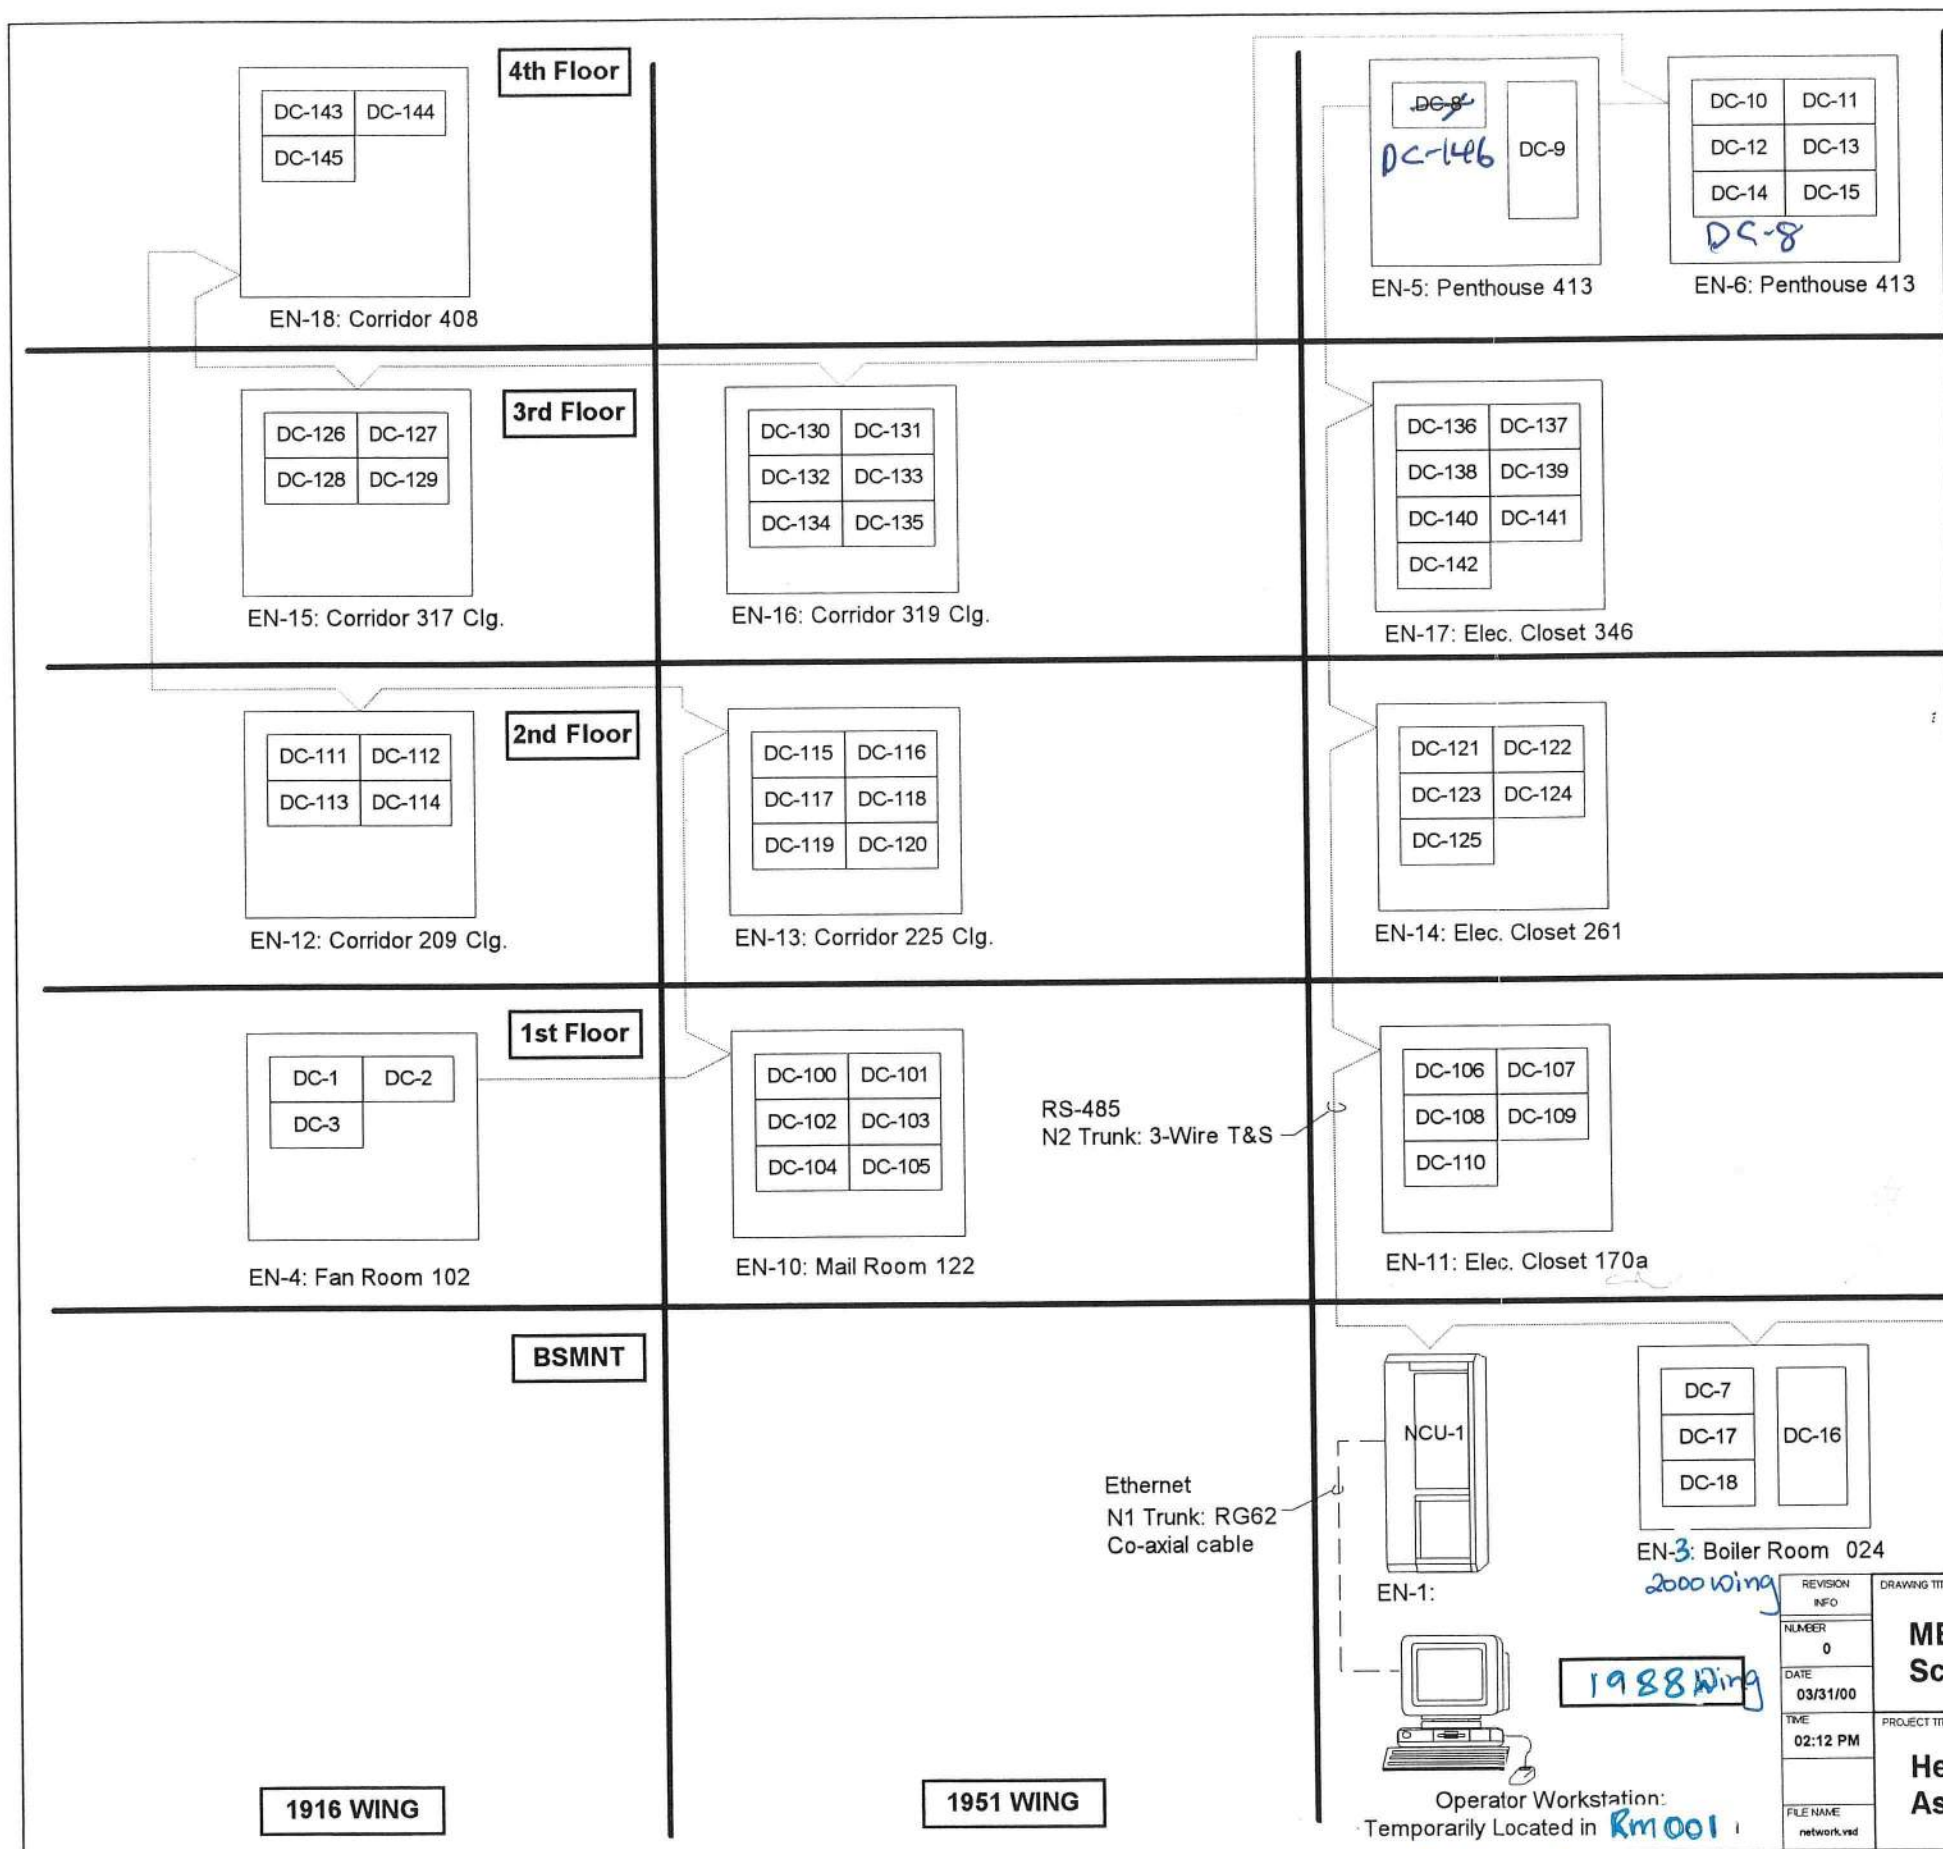 4th Floor
DC-143 DC-144
DC-145
EN-18: Corridor 408
DC-8
DC-146
DC-9
EN-5: Penthouse 413
DC-10 DC-11
DC-12 DC-13
DC-14 DC-15
DC-8
EN-6: Penthouse 413
3rd Floor
DC-126 DC-127
DC-128 DC-129
EN-15: Corridor 317 Clg.
DC-130 DC-131
DC-132 DC-133
DC-134 DC-135
EN-16: Corridor 319 Clg.
DC-136 DC-137
DC-138 DC-139
DC-140 DC-141
DC-142
EN-17: Elec. Closet 346
2nd Floor
DC-111 DC-112
DC-113 DC-114
EN-12: Corridor 209 Clg.
DC-115 DC-116
DC-117 DC-118
DC-119 DC-120
EN-13: Corridor 225 Clg.
DC-121 DC-122
DC-123 DC-124
DC-125
EN-14: Elec. Closet 261
1st Floor
DC-1 DC-2
DC-3
EN-4: Fan Room 102
DC-100 DC-101
DC-102 DC-103
DC-104 DC-105
EN-10: Mail Room 122
RS-485
N2 Trunk: 3-Wire T&S
DC-106 DC-107
DC-108 DC-109
DC-110
EN-11: Elec. Closet 170a
BSMNT
NCU-1
EN-1:
Ethernet
N1 Trunk: RG62
Co-axial cable
DC-7
DC-17
DC-18
DC-16
EN-3: Boiler Room 024
2000 wing
1988 Wing
Operator Workstation:
Temporarily Located in Rm 001
1916 WING
1951 WING
REVISION
INFO
NUMBER
0
DATE
03/31/00
TIME
02:12 PM
FILE NAME
network.vsd
DRAWING TIT
ME
Sc
PROJECT TIT
He
As